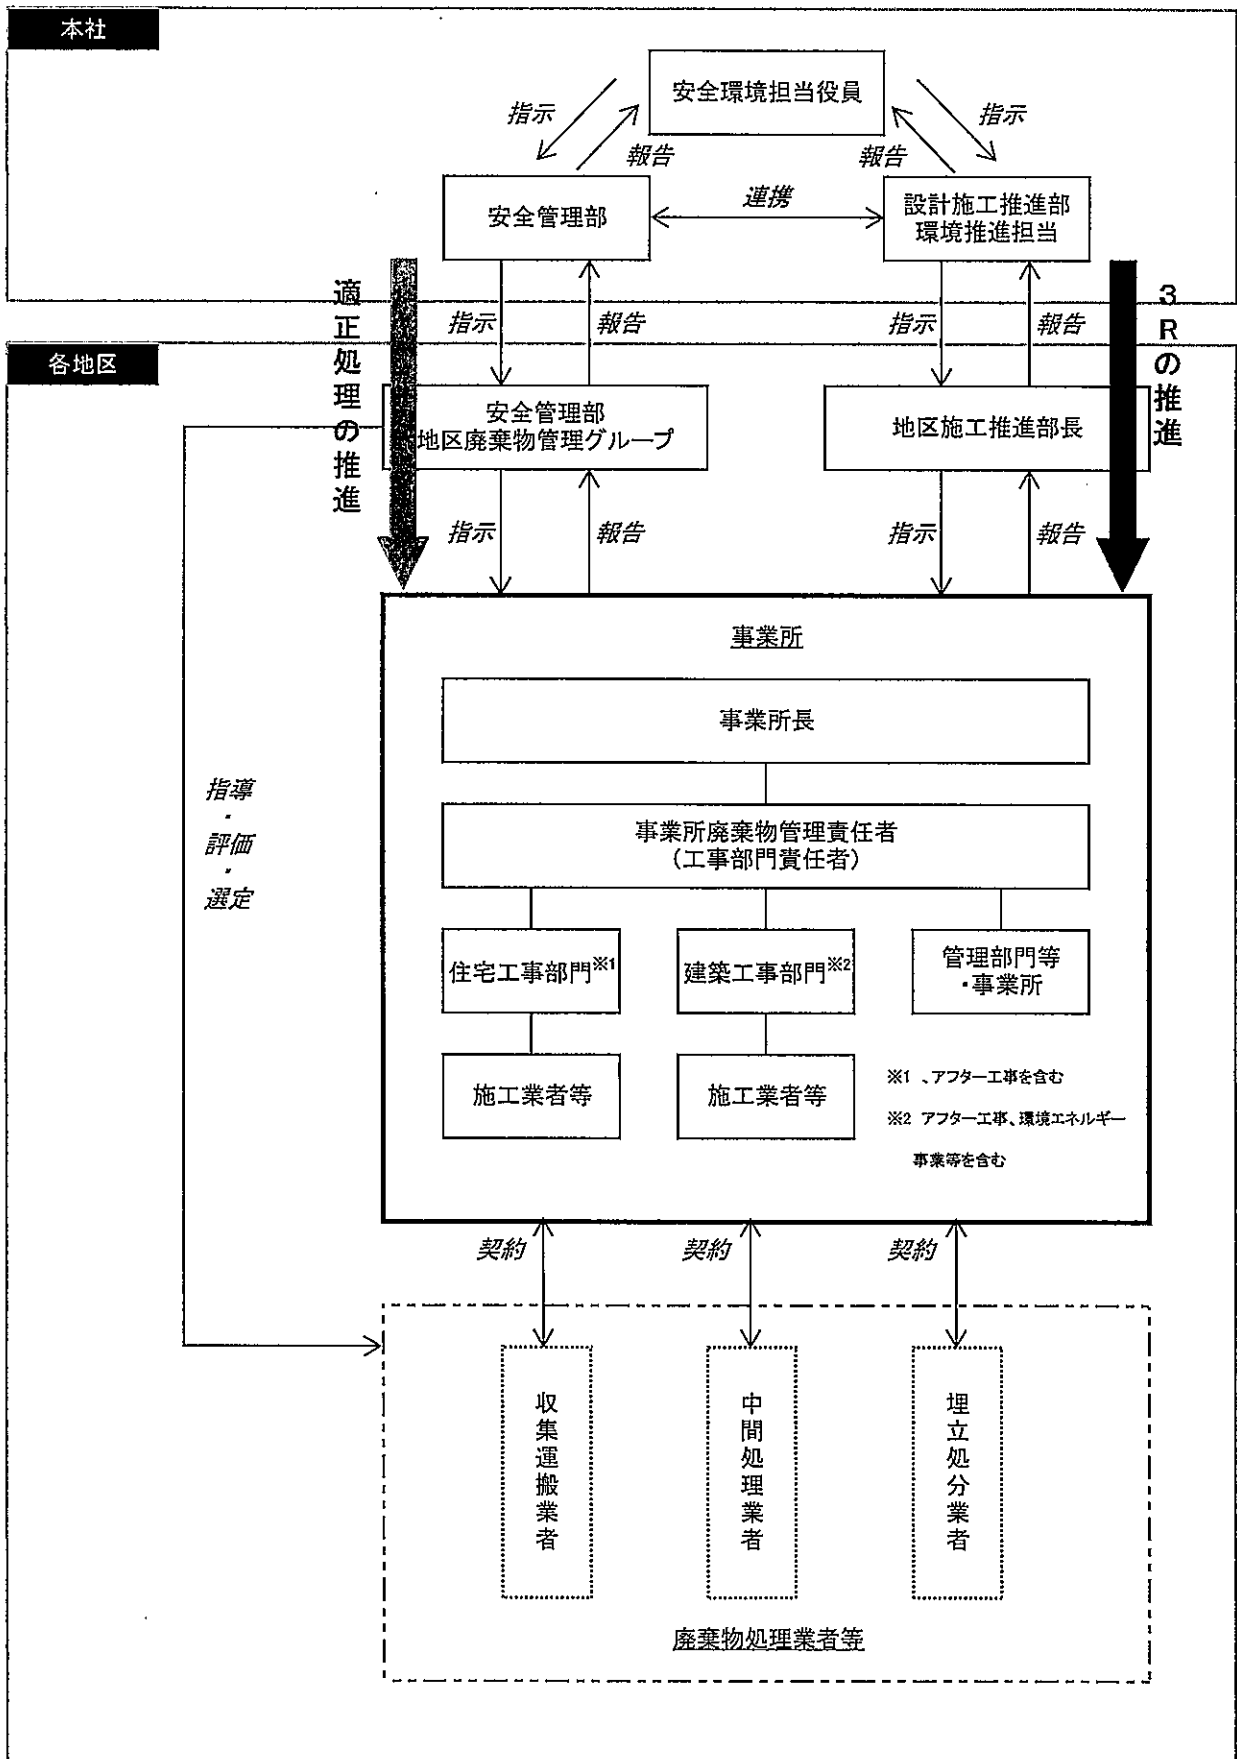 本社
安全環境担当役員
指示
報告
報告
指示
安全管理部
連携
設計施工推進部
環境推進担当
適正処理の推進
3Rの推進
指示
報告
指示
報告
各地区
安全管理部
地区廃棄物管理グループ
地区施工推進部長
指示
報告
指示
報告
事業所
事業所長
事業所廃棄物管理責任者
(工事部門責任者)
指導
・
評価
・
選定
住宅工事部門※1
建築工事部門※2
管理部門等
・事業所
施工業者等
施工業者等
※1 、アフター工事を含む
※2 アフター工事、環境エネルギー
事業等を含む
契約
契約
契約
収集運搬業者
中間処理業者
埋立処分業者
廃棄物処理業者等